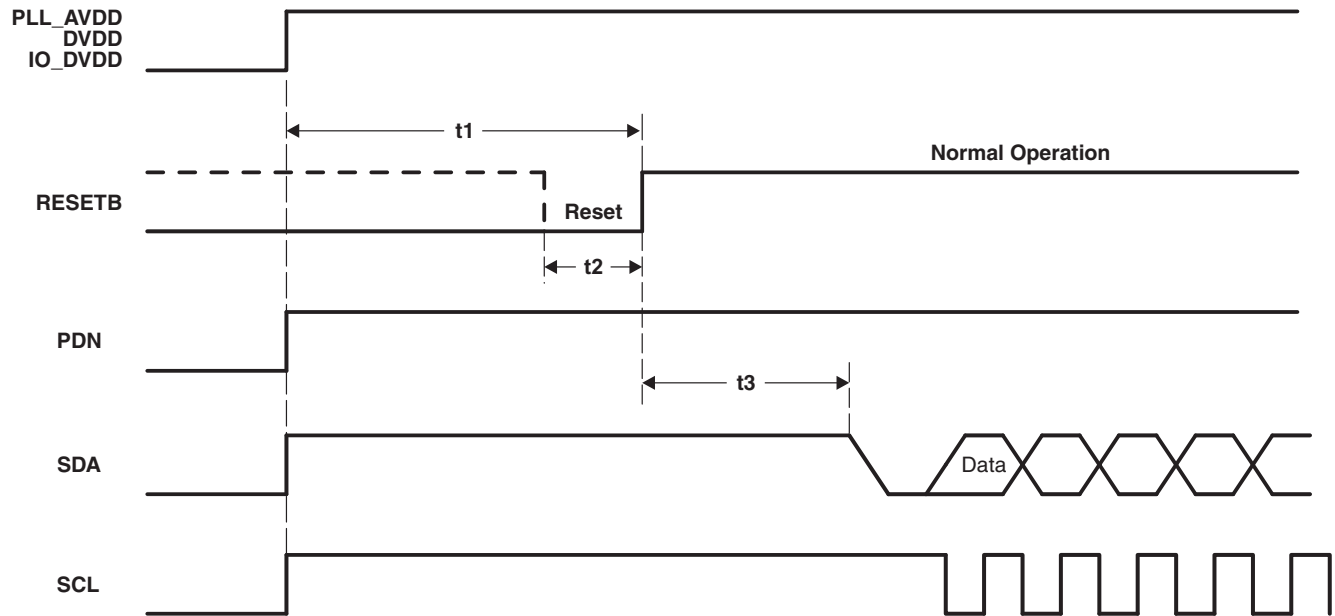 PLL_AVDD
DVDD
IO_DVDD
t1
Normal Operation
RESETB
Reset
t2
PDN
t3
SDA
Data
SCL